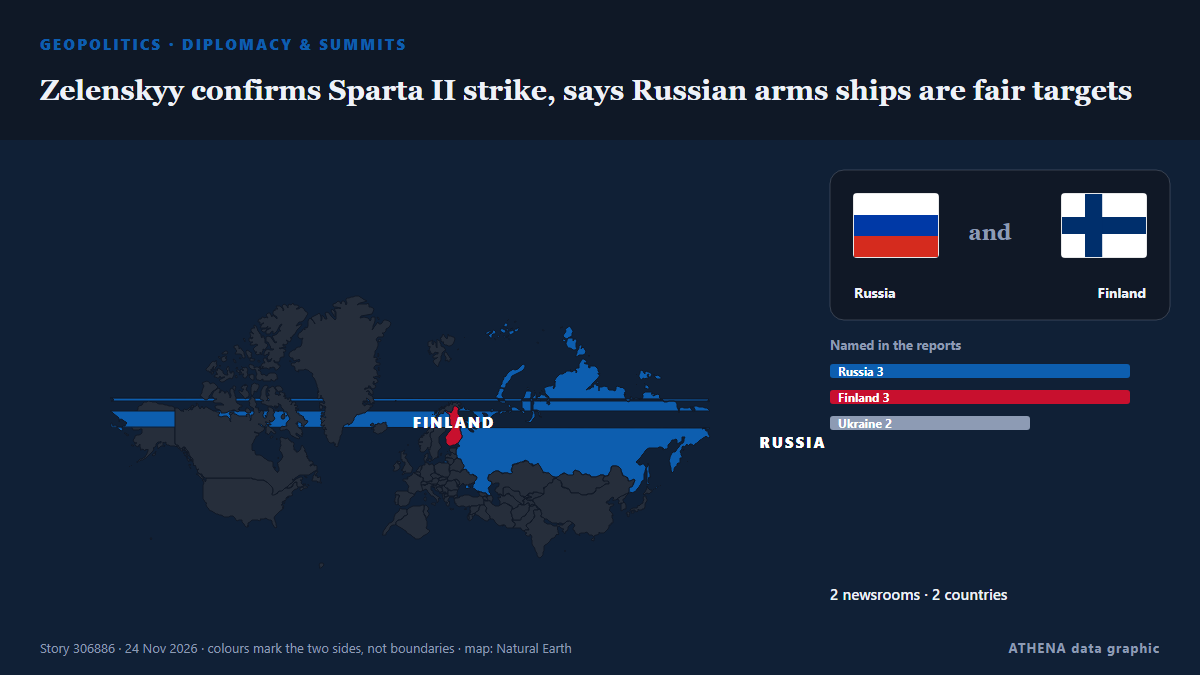 GEOPOLITICS · DIPLOMACY & SUMMITS
Zelenskyy confirms Sparta II strike, says Russian arms ships are fair targets
and
Russia
Finland
Named in the reports
Russia 3
Finland 3
Ukraine 2
FINLAND
RUSSIA
2 newsrooms · 2 countries
Story 306886 · 24 Nov 2026 · colours mark the two sides, not boundaries · map: Natural Earth
ATHENA data graphic